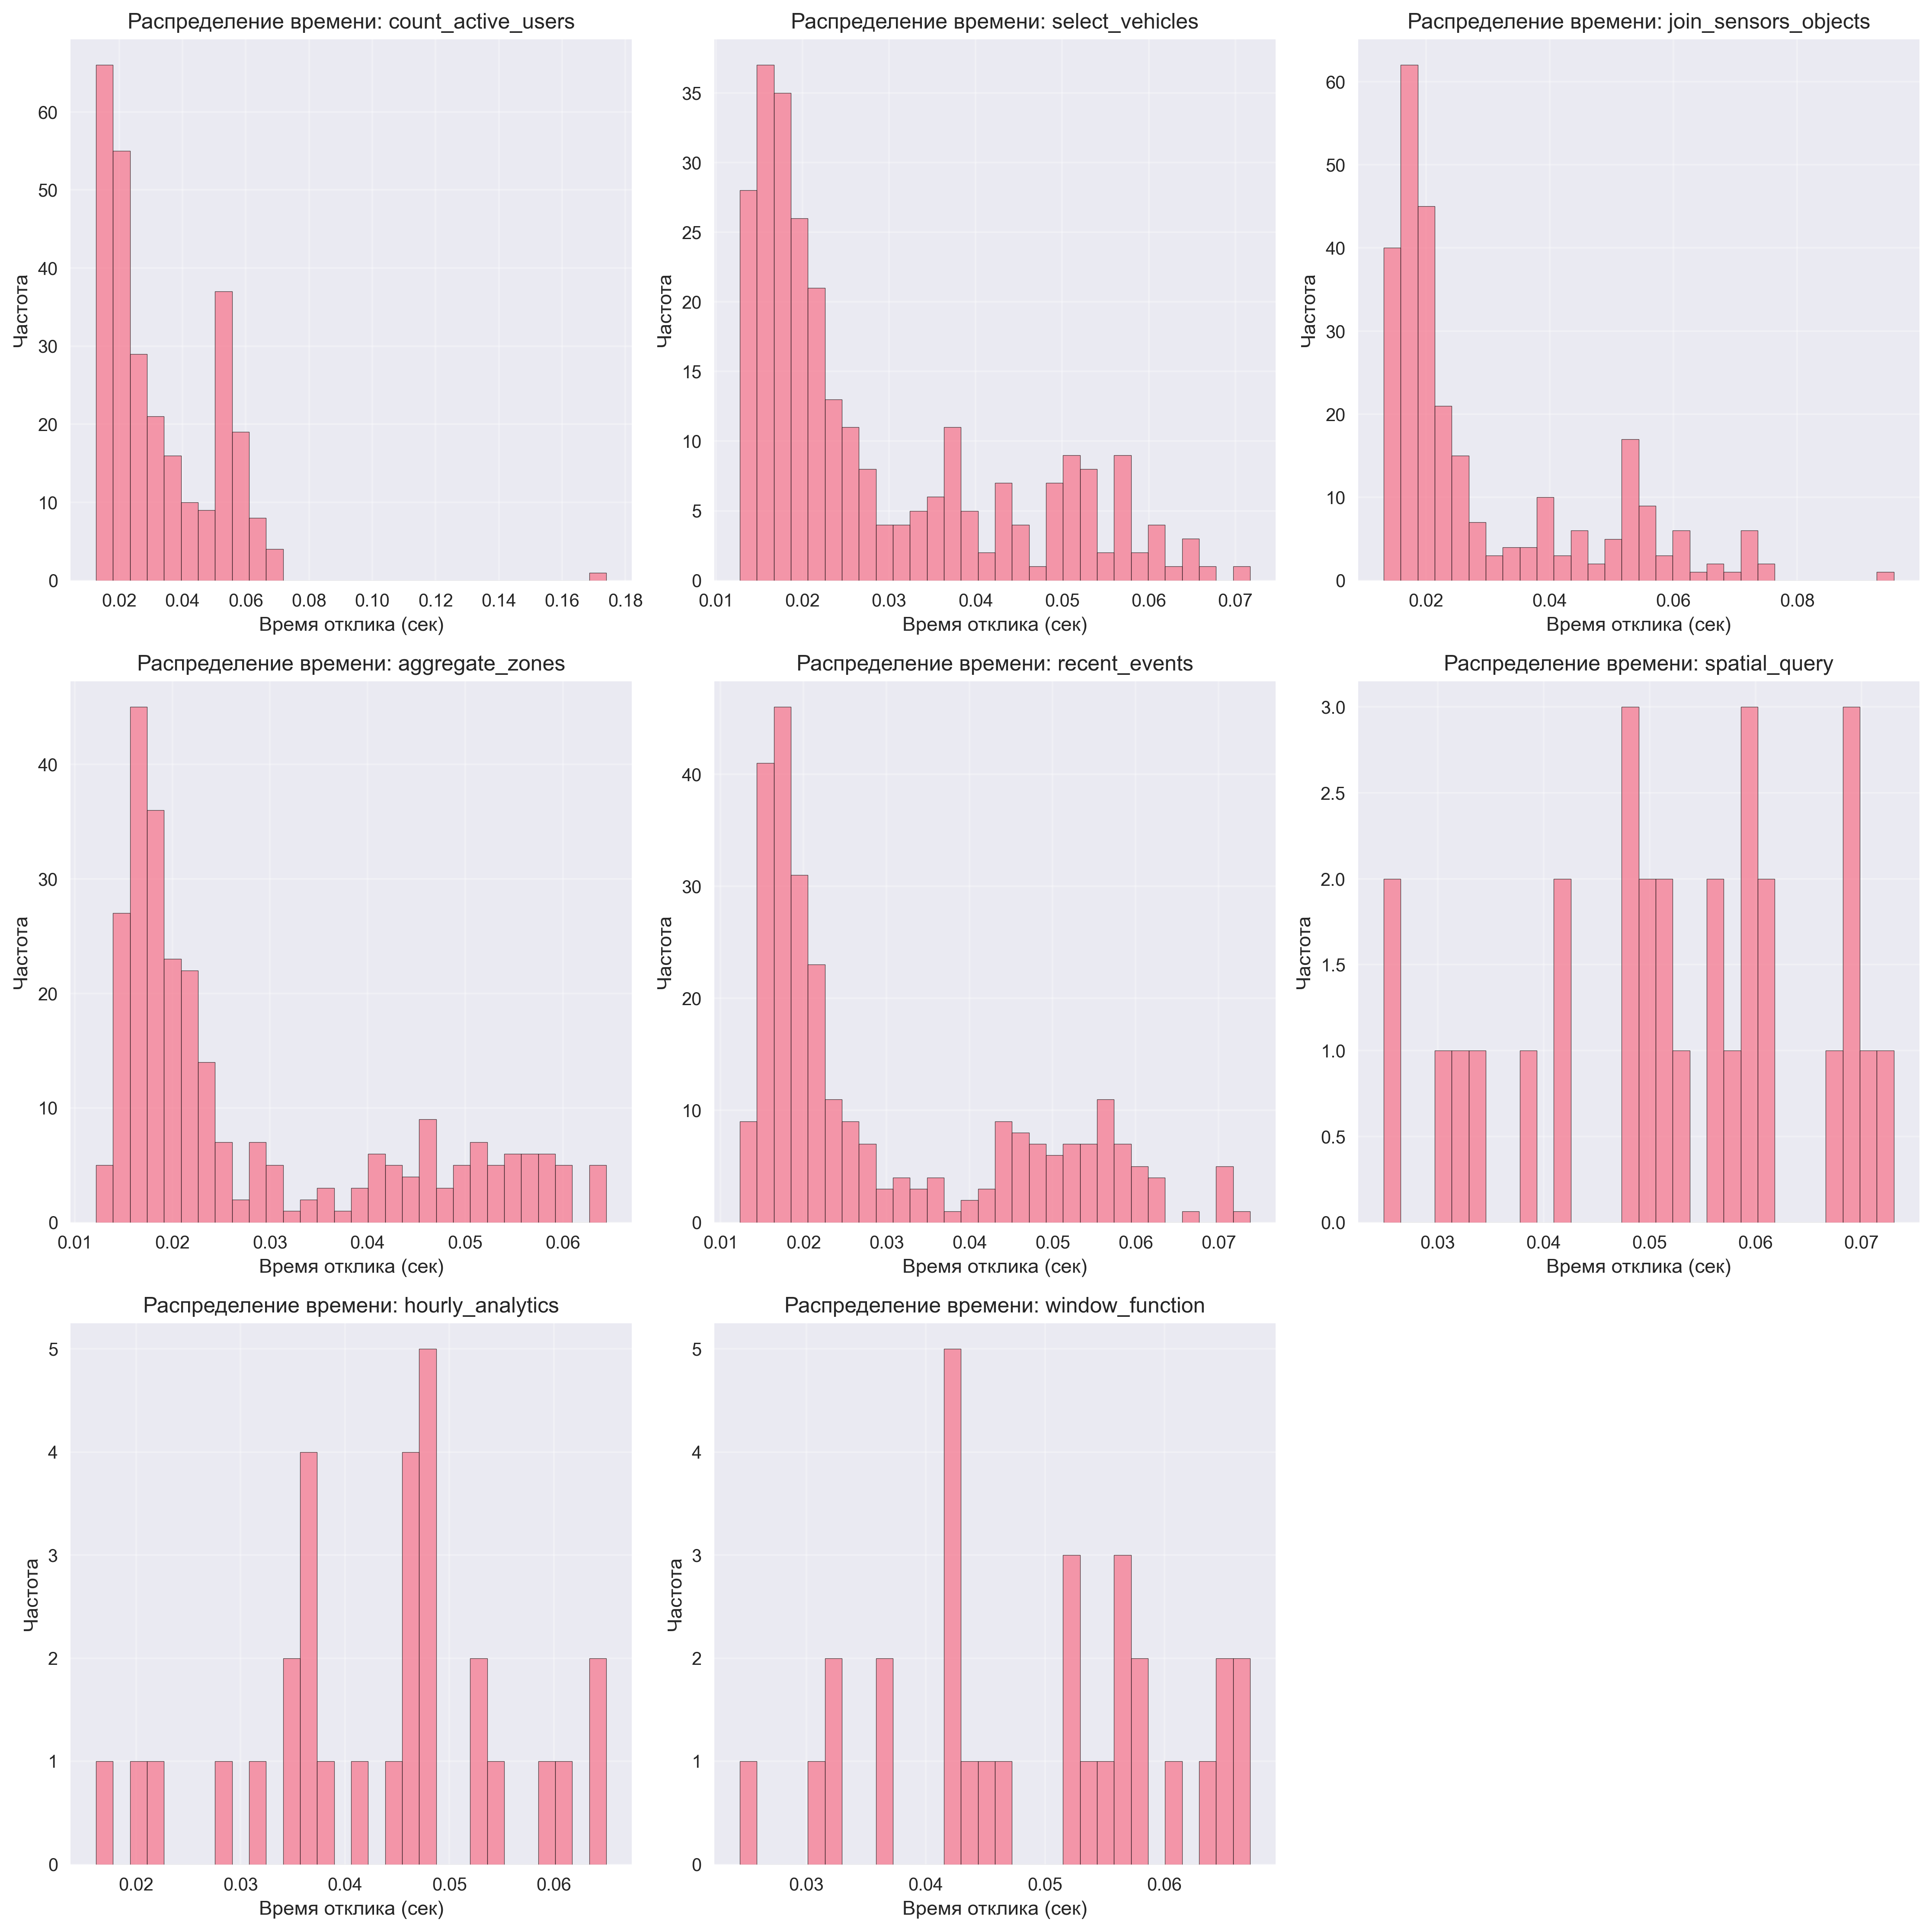 Распределение времени: count_active_users
Частота
60
50
40
30
20
10
0
0.02 0.04 0.06 0.08 0.10 0.12 0.14 0.16 0.18
Время отклика (сек)
Распределение времени: select_vehicles
Частота
35
30
25
20
15
10
5
0
0.01 0.02 0.03 0.04 0.05 0.06 0.07
Время отклика (сек)
Распределение времени: join_sensors_objects
Частота
60
50
40
30
20
10
0
0.02 0.04 0.06 0.08
Время отклика (сек)
Распределение времени: aggregate_zones
Частота
40
30
20
10
0
0.01 0.02 0.03 0.04 0.05 0.06
Время отклика (сек)
Распределение времени: recent_events
Частота
40
30
20
10
0
0.01 0.02 0.03 0.04 0.05 0.06 0.07
Время отклика (сек)
Распределение времени: spatial_query
Частота
3.0
2.5
2.0
1.5
1.0
0.5
0.0
0.03 0.04 0.05 0.06 0.07
Время отклика (сек)
Распределение времени: hourly_analytics
Частота
5
4
3
2
1
0
0.02 0.03 0.04 0.05 0.06
Время отклика (сек)
Распределение времени: window_function
Частота
5
4
3
2
1
0
0.03 0.04 0.05 0.06
Время отклика (сек)